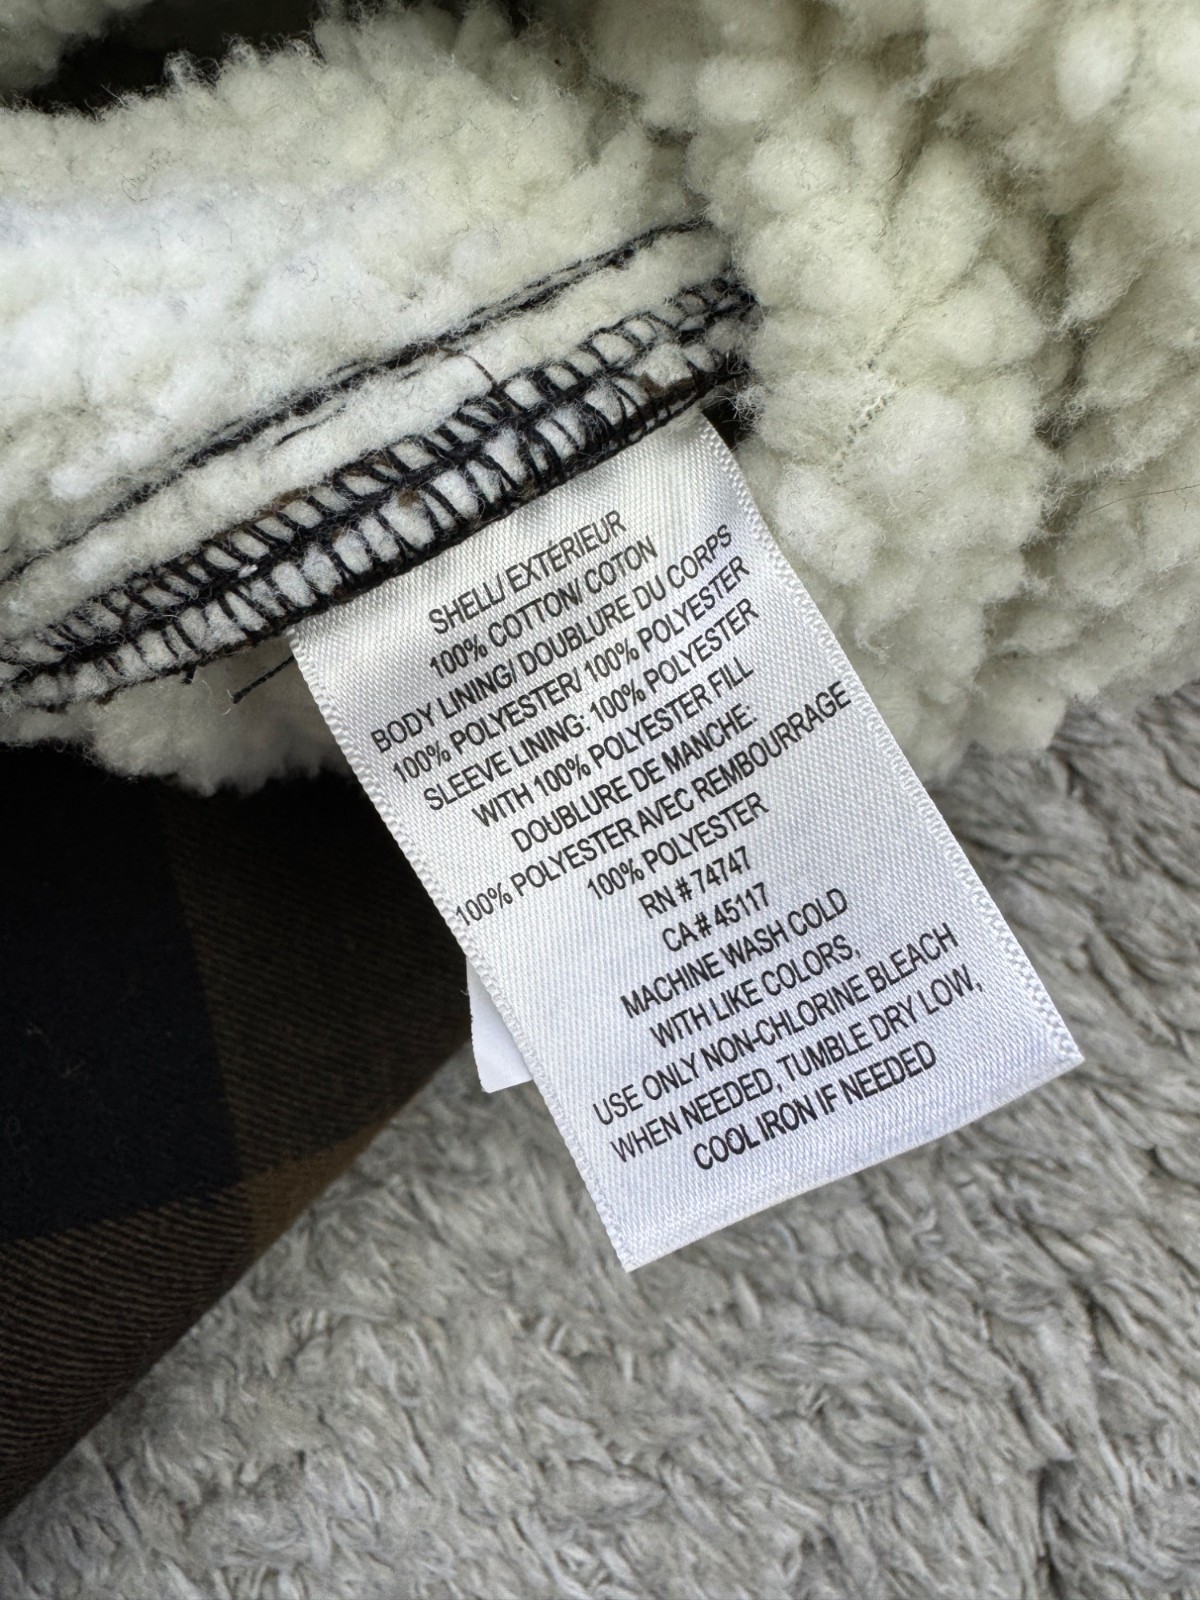 SHELL/ EXTÉRIEUR
100% COTTON/ COTON
BODY LINING/ DOUBLURE DU CORPS
100% POLYESTER/ 100% POLYESTER
SLEEVE LINING: 100% POLYESTER
WITH 100% POLYESTER FILL
DOUBLURE DE MANCHE:
100% POLYESTER AVEC REMBOURRAGE
100% POLYESTER
RN # 74747
CA # 45117
MACHINE WASH COLD
WITH LIKE COLORS,
USE ONLY NON-CHLORINE BLEACH
WHEN NEEDED, TUMBLE DRY LOW,
COOL IRON IF NEEDED